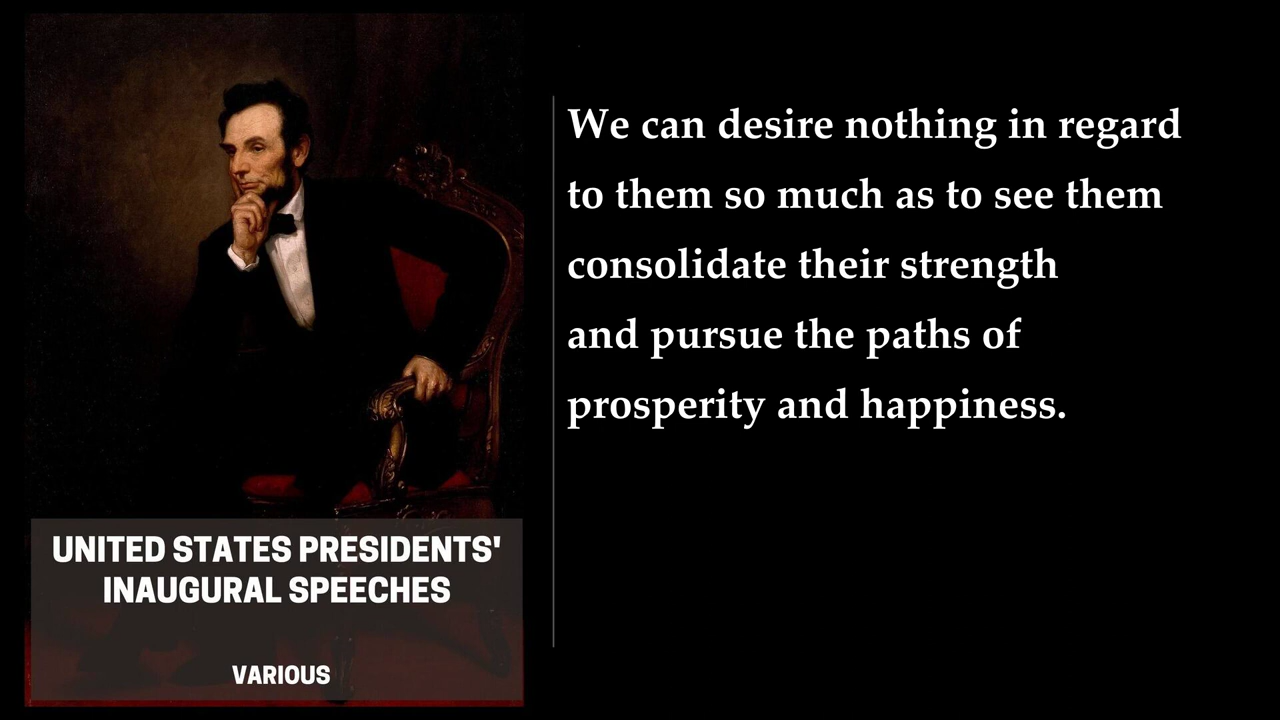 We can desire nothing in regard
to them so much as to see them
consolidate their strength
and pursue the paths of
prosperity and happiness.
UNITED STATES PRESIDENTS'
INAUGURAL SPEECHES
VARIOUS